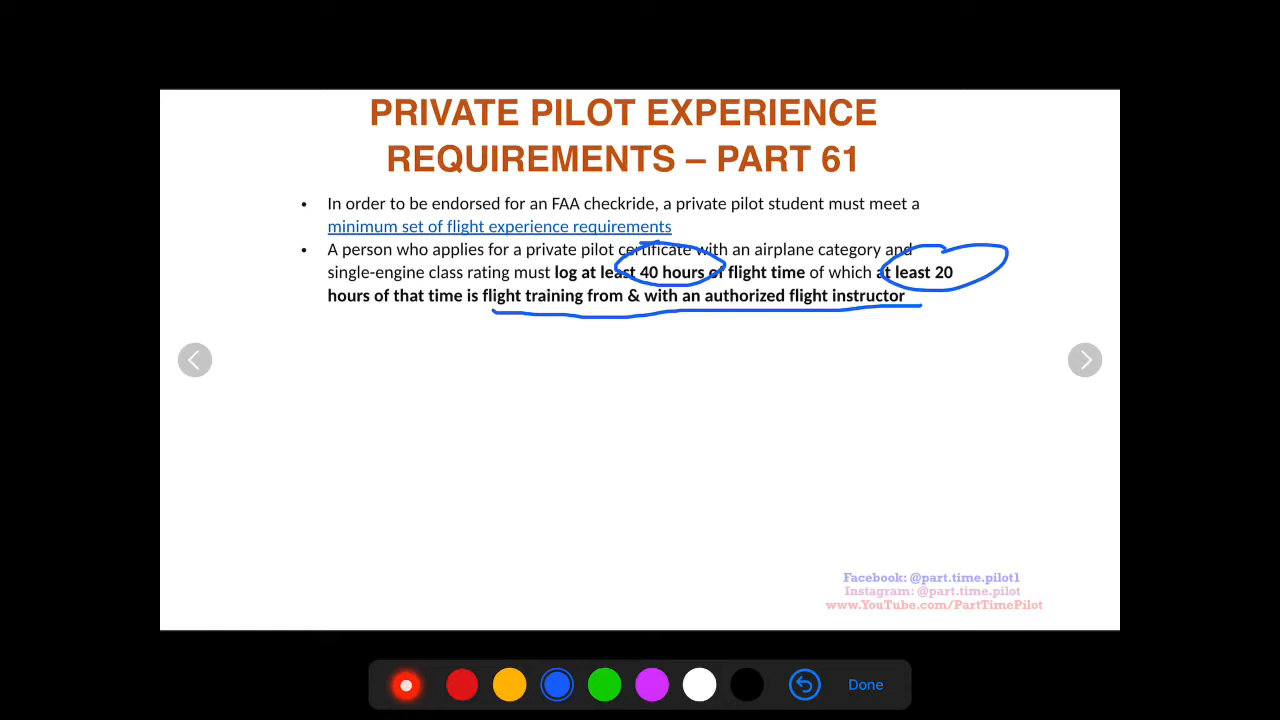 PRIVATE PILOT EXPERIENCE
REQUIREMENTS – PART 61
• In order to be endorsed for an FAA checkride, a private pilot student must meet a
minimum set of flight experience requirements
• A person who applies for a private pilot certificate with an airplane category and
single-engine class rating must log at least 40 hours of flight time of which at least 20
hours of that time is flight training from & with an authorized flight instructor
Facebook: @part.time.pilot1
Instagram: @part.time.pilot
www.YouTube.com/PartTimePilot
Done